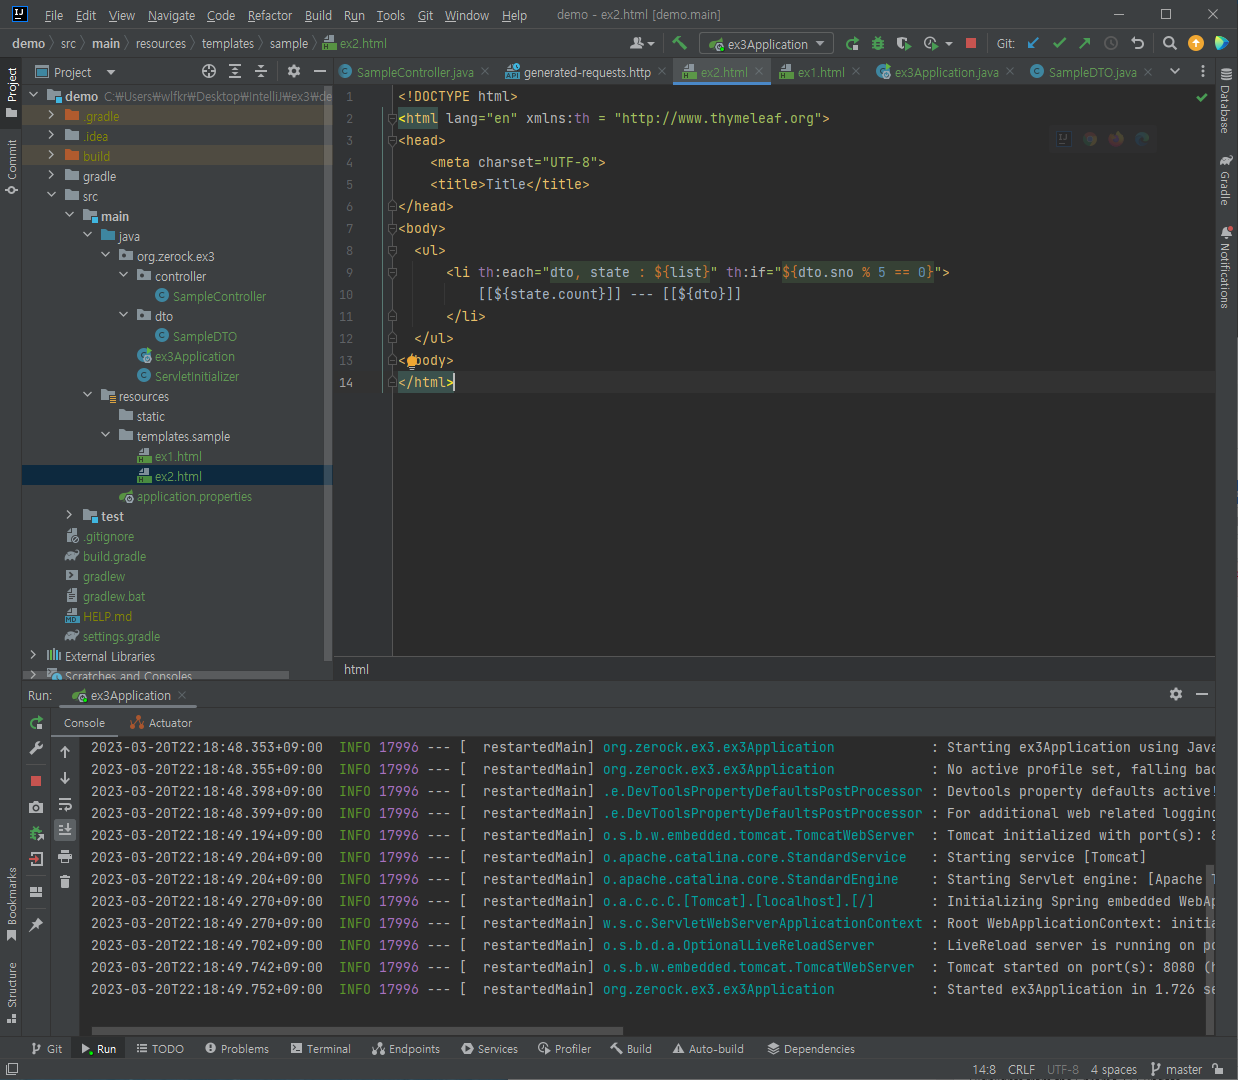 File Edit View Navigate Code Refactor Build Run Tools Git Window Help demo - ex2.html [demo.main]
demo src main resources templates sample ex2.html ex3Application Git:
Project SampleController.java generated-requests.http ex2.html ex1.html ex3Application.java SampleDTO.java
Project
Commit
Bookmarks
Structure
Database
Gradle
Notifications
demo C:₩Users₩wlfkr₩Desktop₩IntelliJ₩ex3₩de
.gradle
.idea
build
gradle
src
main
java
org.zerock.ex3
controller
SampleController
dto
SampleDTO
ex3Application
ServletInitializer
resources
static
templates.sample
ex1.html
ex2.html
application.properties
test
.gitignore
build.gradle
gradlew
gradlew.bat
HELP.md
settings.gradle
External Libraries
Scratches and Consoles
1 <!DOCTYPE html>
2 <html lang="en" xmlns:th = "http://www.thymeleaf.org">
3 <head>
4 <meta charset="UTF-8">
5 <title>Title</title>
6 </head>
7 <body>
8 <ul>
9 <li th:each="dto, state : ${list}" th:if="${dto.sno % 5 == 0}">
10 [[${state.count}]] --- [[${dto}]]
11 </li>
12 </ul>
13 </body>
14 </html>
html
Run: ex3Application
Console Actuator
2023-03-20T22:18:48.353+09:00 INFO 17996 --- [ restartedMain] org.zerock.ex3.ex3Application : Starting ex3Application using Java
2023-03-20T22:18:48.355+09:00 INFO 17996 --- [ restartedMain] org.zerock.ex3.ex3Application : No active profile set, falling bac
2023-03-20T22:18:48.398+09:00 INFO 17996 --- [ restartedMain] .e.DevToolsPropertyDefaultsPostProcessor : Devtools property defaults active!
2023-03-20T22:18:48.399+09:00 INFO 17996 --- [ restartedMain] .e.DevToolsPropertyDefaultsPostProcessor : For additional web related logging
2023-03-20T22:18:49.194+09:00 INFO 17996 --- [ restartedMain] o.s.b.w.embedded.tomcat.TomcatWebServer : Tomcat initialized with port(s): 8
2023-03-20T22:18:49.204+09:00 INFO 17996 --- [ restartedMain] o.apache.catalina.core.StandardService : Starting service [Tomcat]
2023-03-20T22:18:49.204+09:00 INFO 17996 --- [ restartedMain] o.apache.catalina.core.StandardEngine : Starting Servlet engine: [Apache T
2023-03-20T22:18:49.270+09:00 INFO 17996 --- [ restartedMain] o.a.c.c.C.[Tomcat].[localhost].[/] : Initializing Spring embedded WebAp
2023-03-20T22:18:49.270+09:00 INFO 17996 --- [ restartedMain] w.s.c.ServletWebServerApplicationContext : Root WebApplicationContext: initia
2023-03-20T22:18:49.702+09:00 INFO 17996 --- [ restartedMain] o.s.b.d.a.OptionalLiveReloadServer : LiveReload server is running on po
2023-03-20T22:18:49.742+09:00 INFO 17996 --- [ restartedMain] o.s.b.w.embedded.tomcat.TomcatWebServer : Tomcat started on port(s): 8080 (h
2023-03-20T22:18:49.752+09:00 INFO 17996 --- [ restartedMain] org.zerock.ex3.ex3Application : Started ex3Application in 1.726 se
Git Run TODO Problems Terminal Endpoints Services Profiler Build Auto-build Dependencies
14:8 CRLF UTF-8 4 spaces master